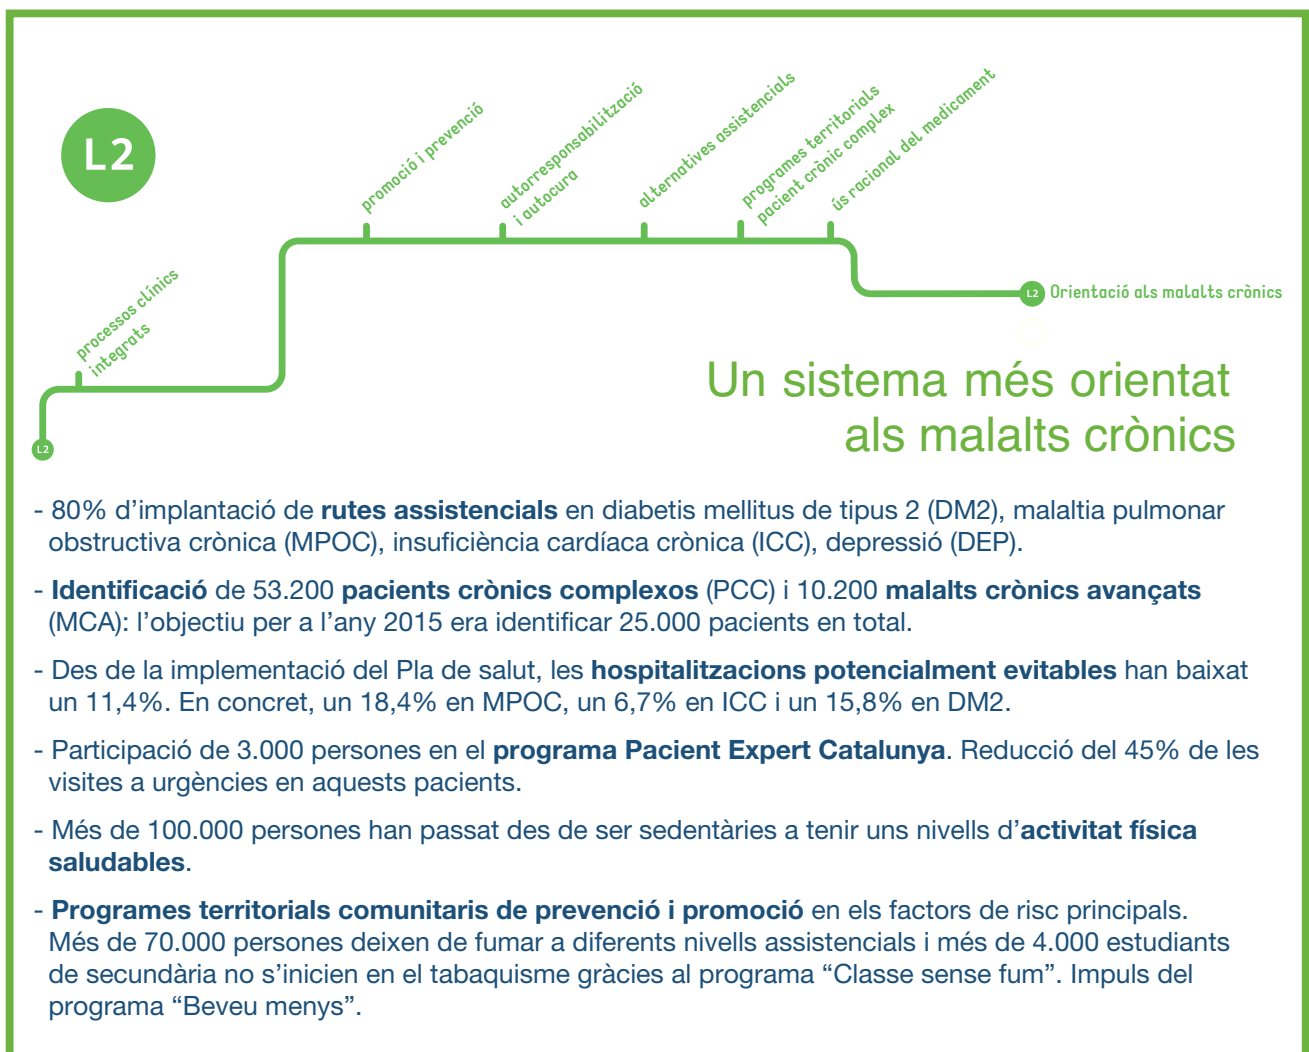 L2
promoció i prevenció
autorresponsabilització
i autocura
alternatives assistencials
programes territorials
pacient crònic complex
ús racional del medicament
processos clínics
integrats
L2 Orientació als malalts crònics
L2
Un sistema més orientat
als malalts crònics
- 80% d’implantació de rutes assistencials en diabetis mellitus de tipus 2 (DM2), malaltia pulmonar
obstructiva crònica (MPOC), insuficiència cardíaca crònica (ICC), depressió (DEP).
- Identificació de 53.200 pacients crònics complexos (PCC) i 10.200 malalts crònics avançats
(MCA): l’objectiu per a l’any 2015 era identificar 25.000 pacients en total.
- Des de la implementació del Pla de salut, les hospitalitzacions potencialment evitables han baixat
un 11,4%. En concret, un 18,4% en MPOC, un 6,7% en ICC i un 15,8% en DM2.
- Participació de 3.000 persones en el programa Pacient Expert Catalunya. Reducció del 45% de les
visites a urgències en aquests pacients.
- Més de 100.000 persones han passat des de ser sedentàries a tenir uns nivells d’activitat física
saludables.
- Programes territorials comunitaris de prevenció i promoció en els factors de risc principals.
Més de 70.000 persones deixen de fumar a diferents nivells assistencials i més de 4.000 estudiants
de secundària no s’inicien en el tabaquisme gràcies al programa “Classe sense fum”. Impuls del
programa “Beveu menys”.